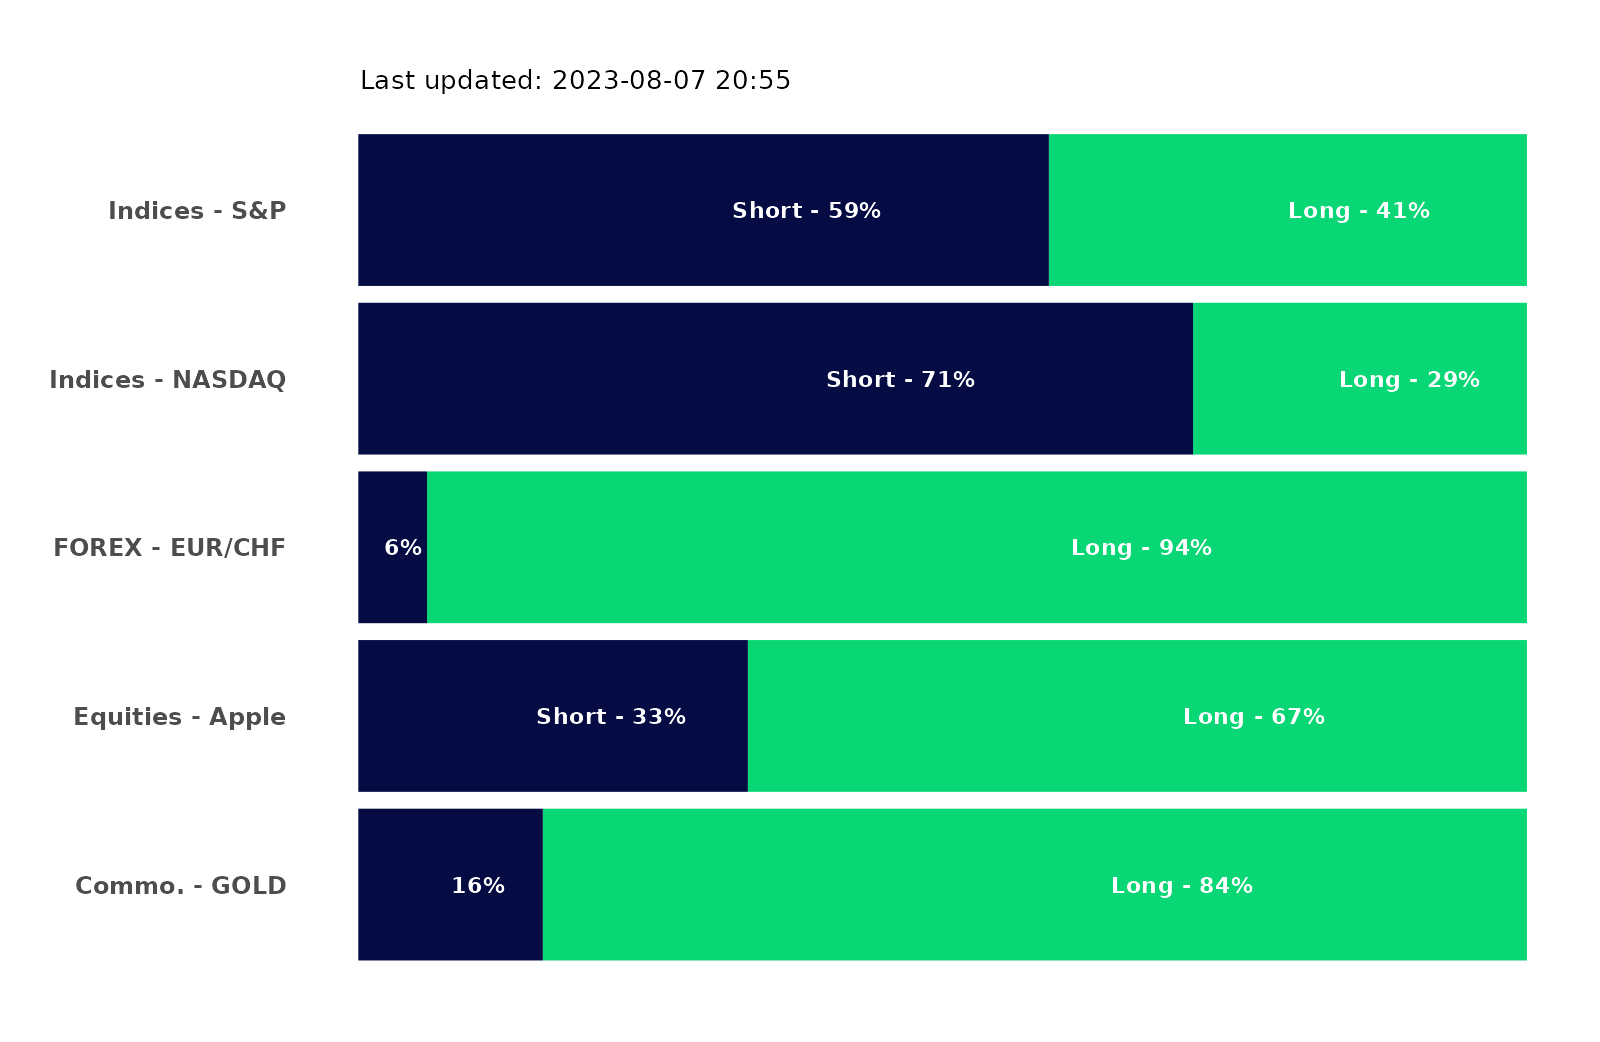 Last updated: 2023-08-07 20:55
Indices - S&P Short - 59% Long - 41%
Indices - NASDAQ Short - 71% Long - 29%
FOREX - EUR/CHF 6% Long - 94%
Equities - Apple Short - 33% Long - 67%
Commo. - GOLD 16% Long - 84%